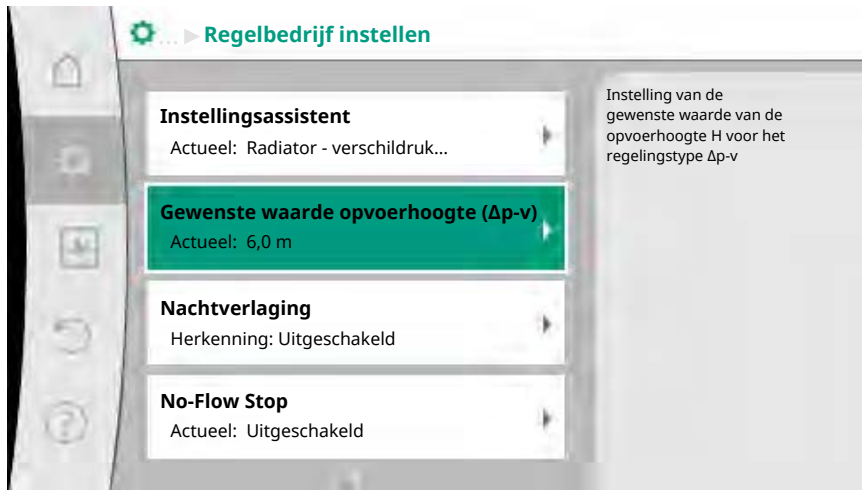 ... ▶ Regelbedrijf instellen
Instellingsassistent
Actueel: Radiator - verschildruk...
Gewenste waarde opvoerhoogte (Δp-v)
Actueel: 6,0 m
Nachtverlaging
Herkenning: Uitgeschakeld
No-Flow Stop
Actueel: Uitgeschakeld
Instelling van de
gewenste waarde van de
opvoerhoogte H voor het
regelingstype Δp-v
?